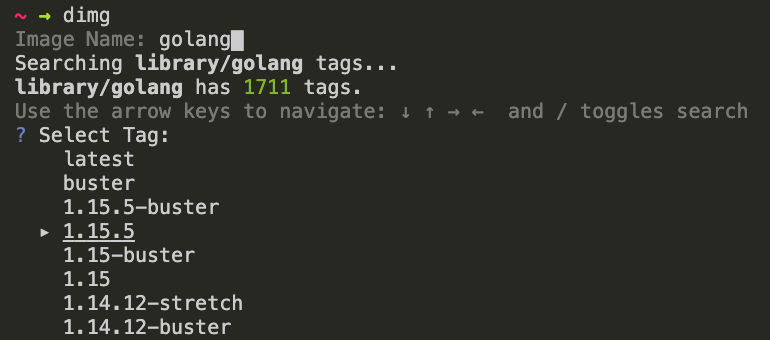 ~ → dimg
Image Name: golang
Searching library/golang tags...
library/golang has 1711 tags.
Use the arrow keys to navigate: ↓ ↑ → ←  and / toggles search
? Select Tag:
latest
buster
1.15.5-buster
▸ 1.15.5
1.15-buster
1.15
1.14.12-stretch
1.14.12-buster